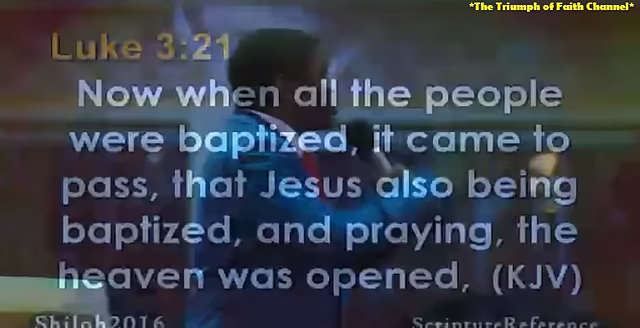 *The Triumph of Faith Channel*
Luke 3:21
Now when all the people
were baptized, it came to
pass, that Jesus also being
baptized, and praying, the
heaven was opened, (KJV)
Shiloh2016
ScriptureReference